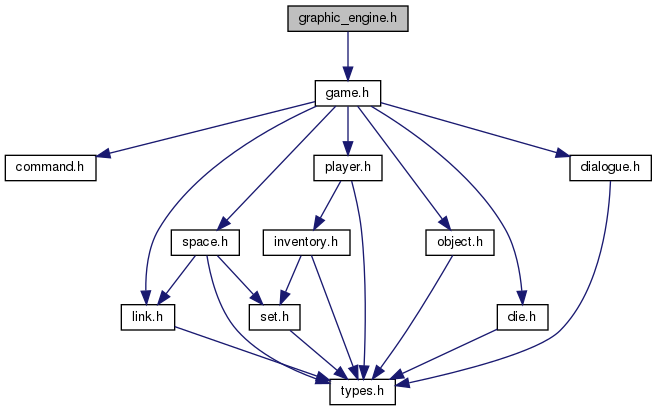 graphic_engine.h
game.h
command.h
player.h
dialogue.h
space.h
inventory.h
object.h
link.h
set.h
die.h
types.h